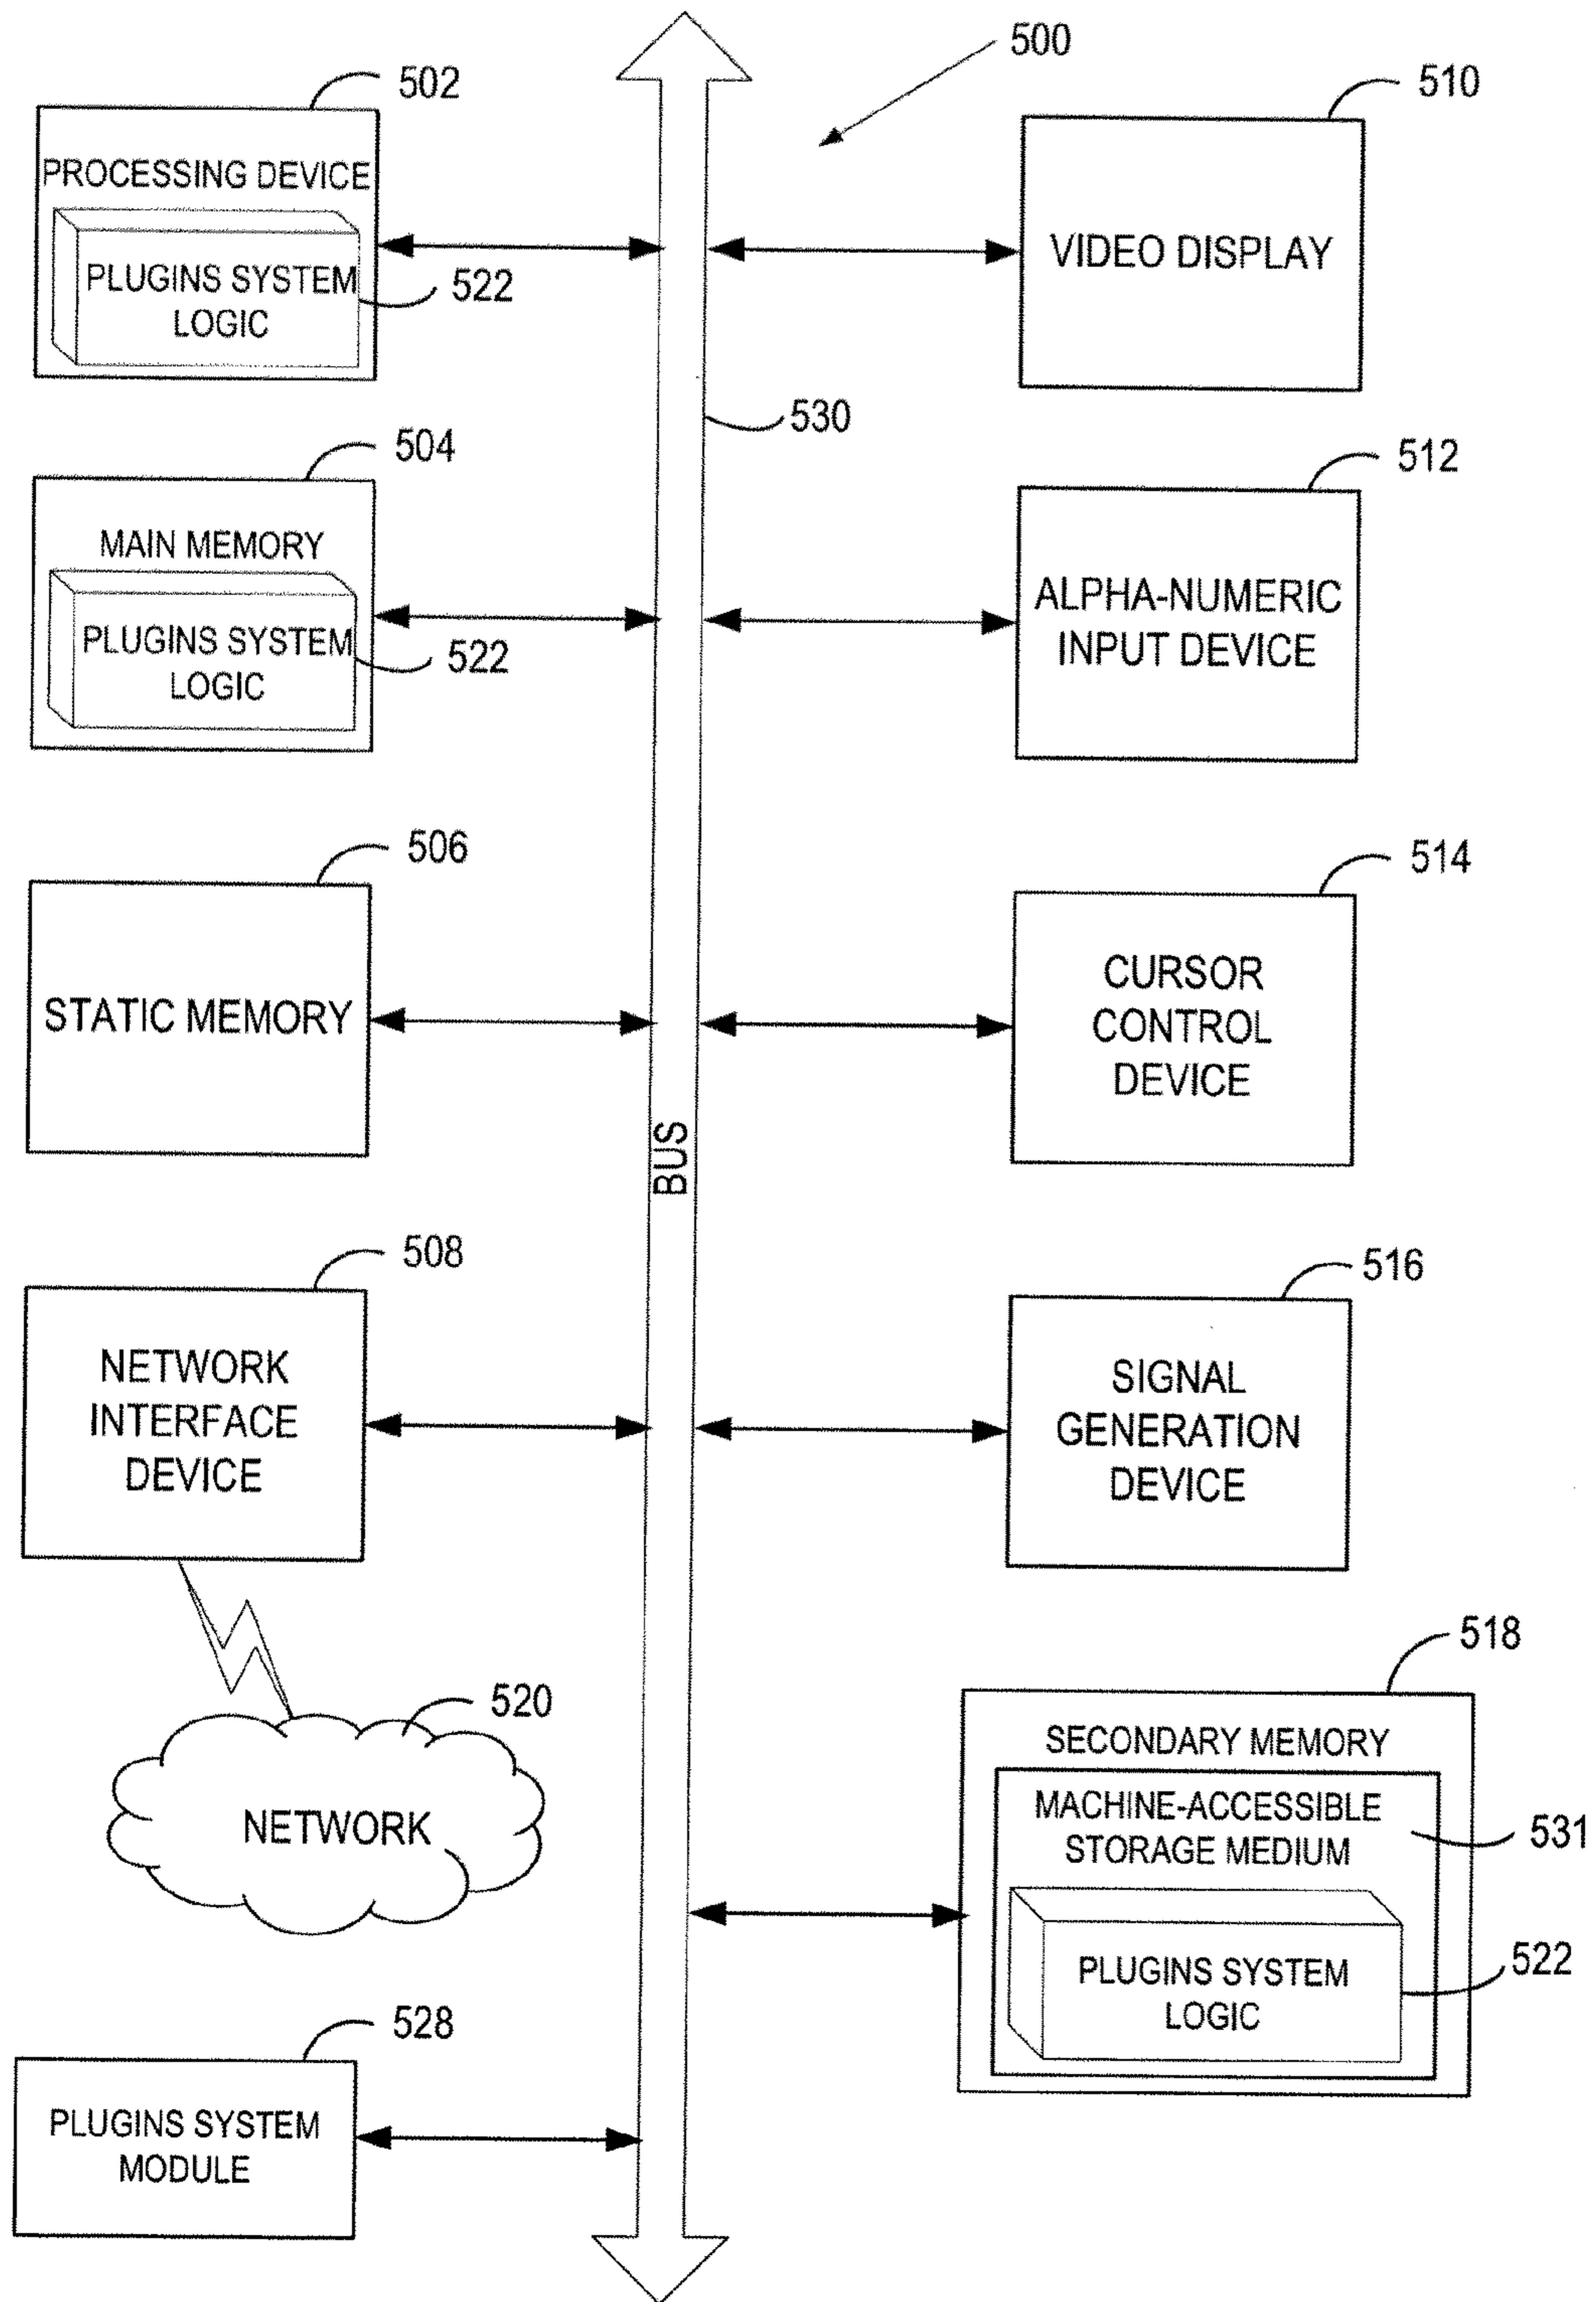 500
502
PROCESSING DEVICE
PLUGINS SYSTEM
LOGIC
522
510
VIDEO DISPLAY
530
504
MAIN MEMORY
PLUGINS SYSTEM
LOGIC
522
512
ALPHA-NUMERIC
INPUT DEVICE
506
STATIC MEMORY
514
CURSOR
CONTROL
DEVICE
BUS
508
NETWORK
INTERFACE
DEVICE
516
SIGNAL
GENERATION
DEVICE
520
NETWORK
518
SECONDARY MEMORY
MACHINE-ACCESSIBLE
STORAGE MEDIUM
531
PLUGINS SYSTEM
LOGIC
522
528
PLUGINS SYSTEM
MODULE